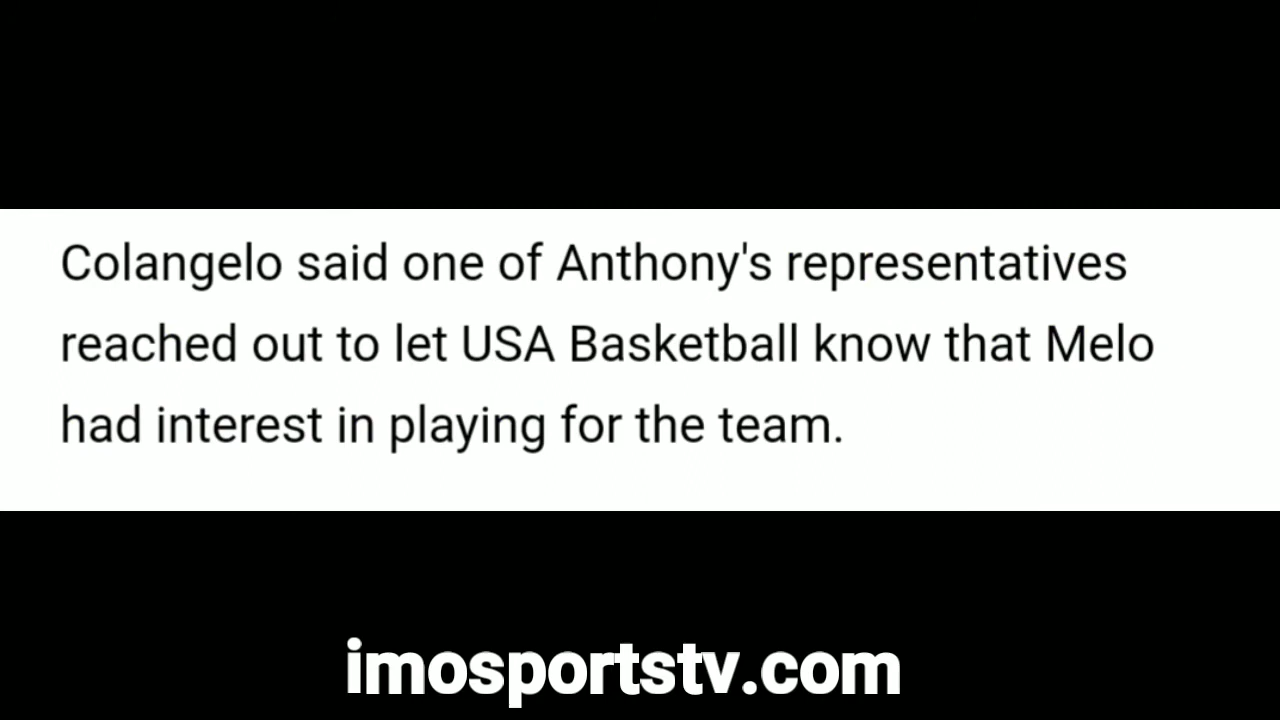 Colangelo said one of Anthony's representatives
reached out to let USA Basketball know that Melo
had interest in playing for the team.
imosportstv.com